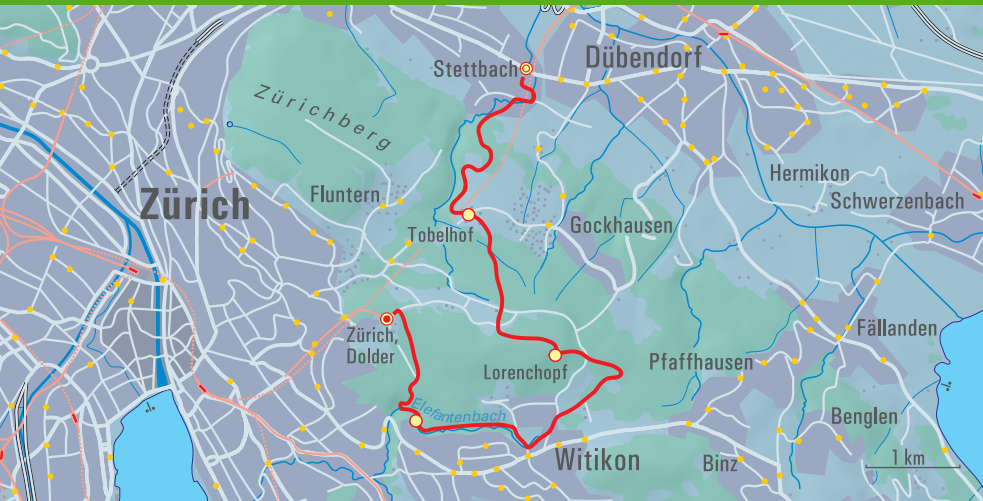 Stettbach
Dübendorf
Zürichberg
Hermikon
Zürich
Fluntern
Schwerzenbach
Tobelhof
Gockhausen
Zürich,
Dolder
Fällanden
Pfaffhausen
Lorenchopf
Elefantenbach
Benglen
Witikon
Binz
1 km